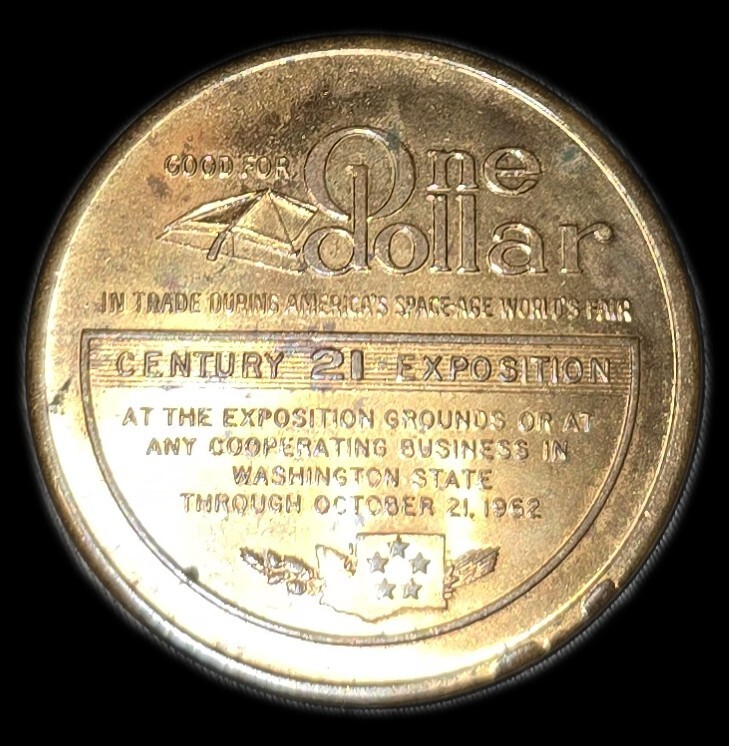 GOOD FOR One
dollar
IN TRADE DURING AMERICA'S SPACE-AGE WORLD'S FAIR
CENTURY 21 EXPOSITION
AT THE EXPOSITION GROUNDS OR AT
ANY COOPERATING BUSINESS IN
WASHINGTON STATE
THROUGH OCTOBER 21, 1962